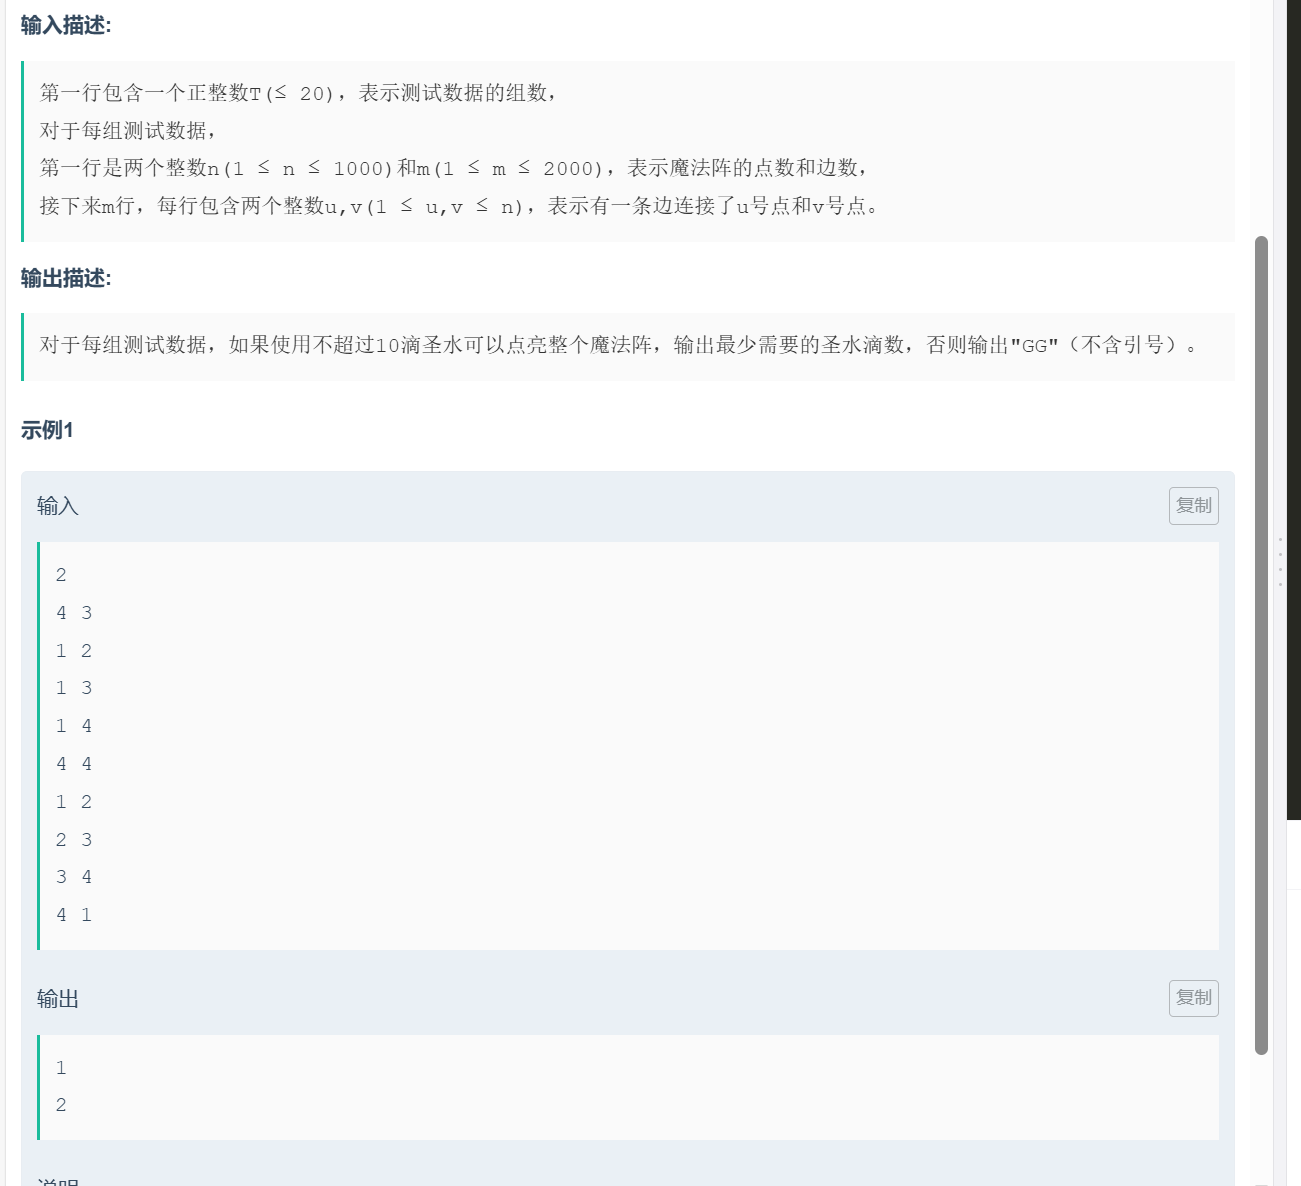 输入描述:
第一行包含一个正整数T(≤ 20)，表示测试数据的组数，
对于每组测试数据，
第一行是两个整数n(1 ≤ n ≤ 1000)和m(1 ≤ m ≤ 2000)，表示魔法阵的点数和边数，
接下来m行，每行包含两个整数u,v(1 ≤ u,v ≤ n)，表示有一条边连接了u号点和v号点。
输出描述:
对于每组测试数据，如果使用不超过10滴圣水可以点亮整个魔法阵，输出最少需要的圣水滴数，否则输出"GG"（不含引号）。
示例1
输入
复制
2
4 3
1 2
1 3
1 4
4 4
1 2
2 3
3 4
4 1
输出
复制
1
2